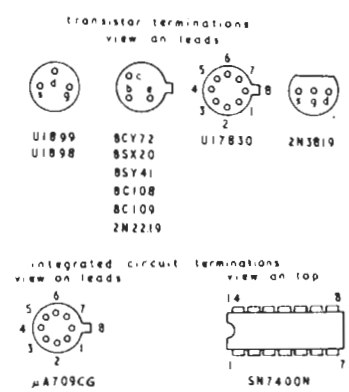 transistor terminations
view on leads
s d g
c b e
6
5 7
4 8
3 1
2
s g d
U1899
U1898
BCY72
BSX20
BSY41
BC108
BC109
2N2219
U17830
2N3819
integrated circuit terminations
view on leads
view on top
6
5 7
4 8
3 1
2
14 8
1 7
μA709CG
SN7400N